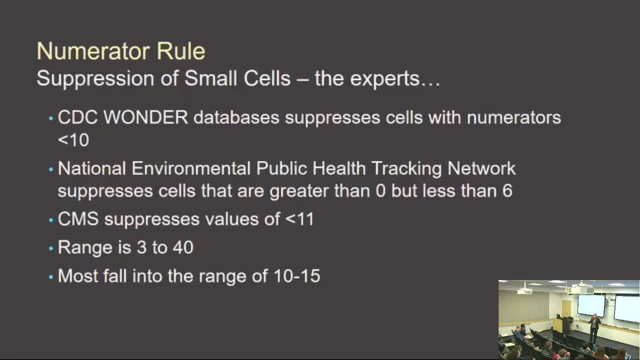 Numerator Rule
Suppression of Small Cells – the experts…
• CDC WONDER databases suppresses cells with numerators
<10
• National Environmental Public Health Tracking Network
suppresses cells that are greater than 0 but less than 6
• CMS suppresses values of <11
• Range is 3 to 40
• Most fall into the range of 10-15